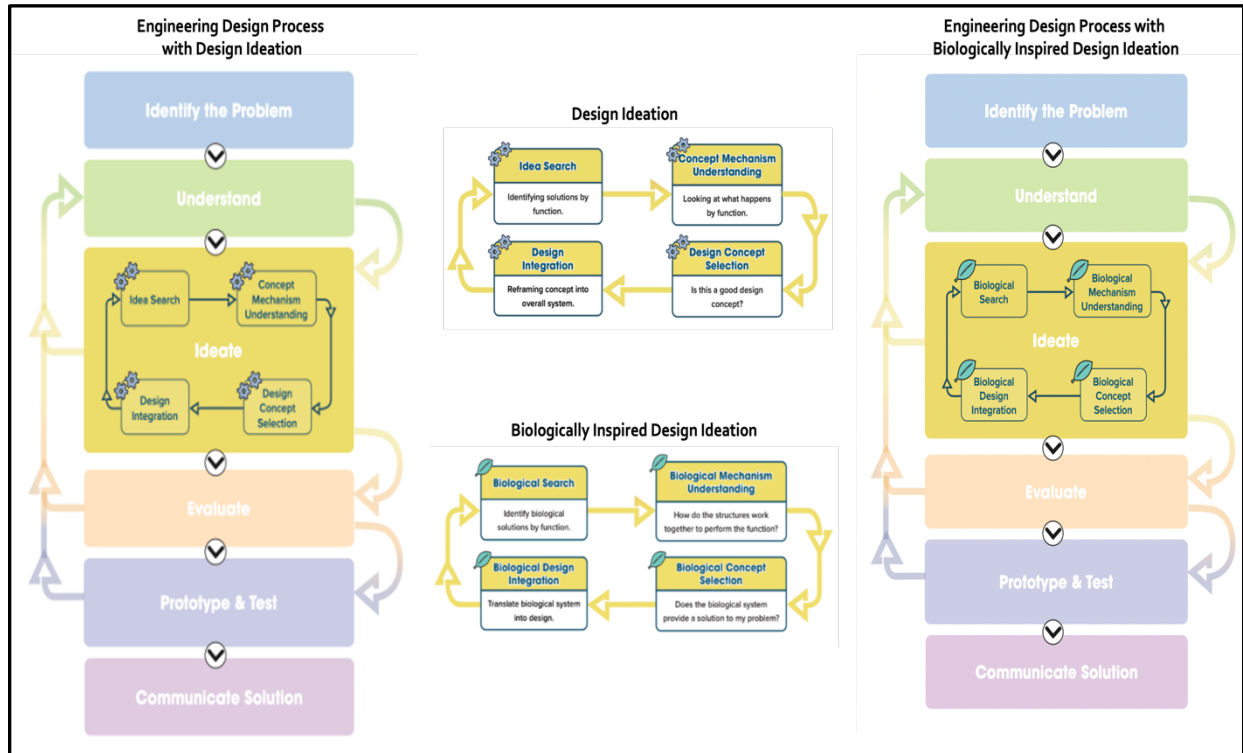 Engineering Design Process
with Design Ideation
Identify the Problem
Understand
Idea Search
Concept
Mechanism
Understanding
Ideate
Design
Integration
Design
Concept
Selection
Evaluate
Prototype & Test
Communicate Solution
Design Ideation
Idea Search
Identifying solutions by
function.
Concept Mechanism
Understanding
Looking at what happens
by function.
Design
Integration
Reframing concept into
overall system.
Design Concept
Selection
Is this a good design
concept?
Biologically Inspired Design Ideation
Biological Search
Identify biological
solutions by function.
Biological Mechanism
Understanding
How do the structures work
together to perform the function?
Biological Design
Integration
Translate biological system
into design.
Biological Concept
Selection
Does the biological system
provide a solution to my problem?
Engineering Design Process with
Biologically Inspired Design Ideation
Identify the Problem
Understand
Biological
Search
Biological
Mechanism
Understanding
Ideate
Biological
Design
Integration
Biological
Concept
Selection
Evaluate
Prototype & Test
Communicate Solution